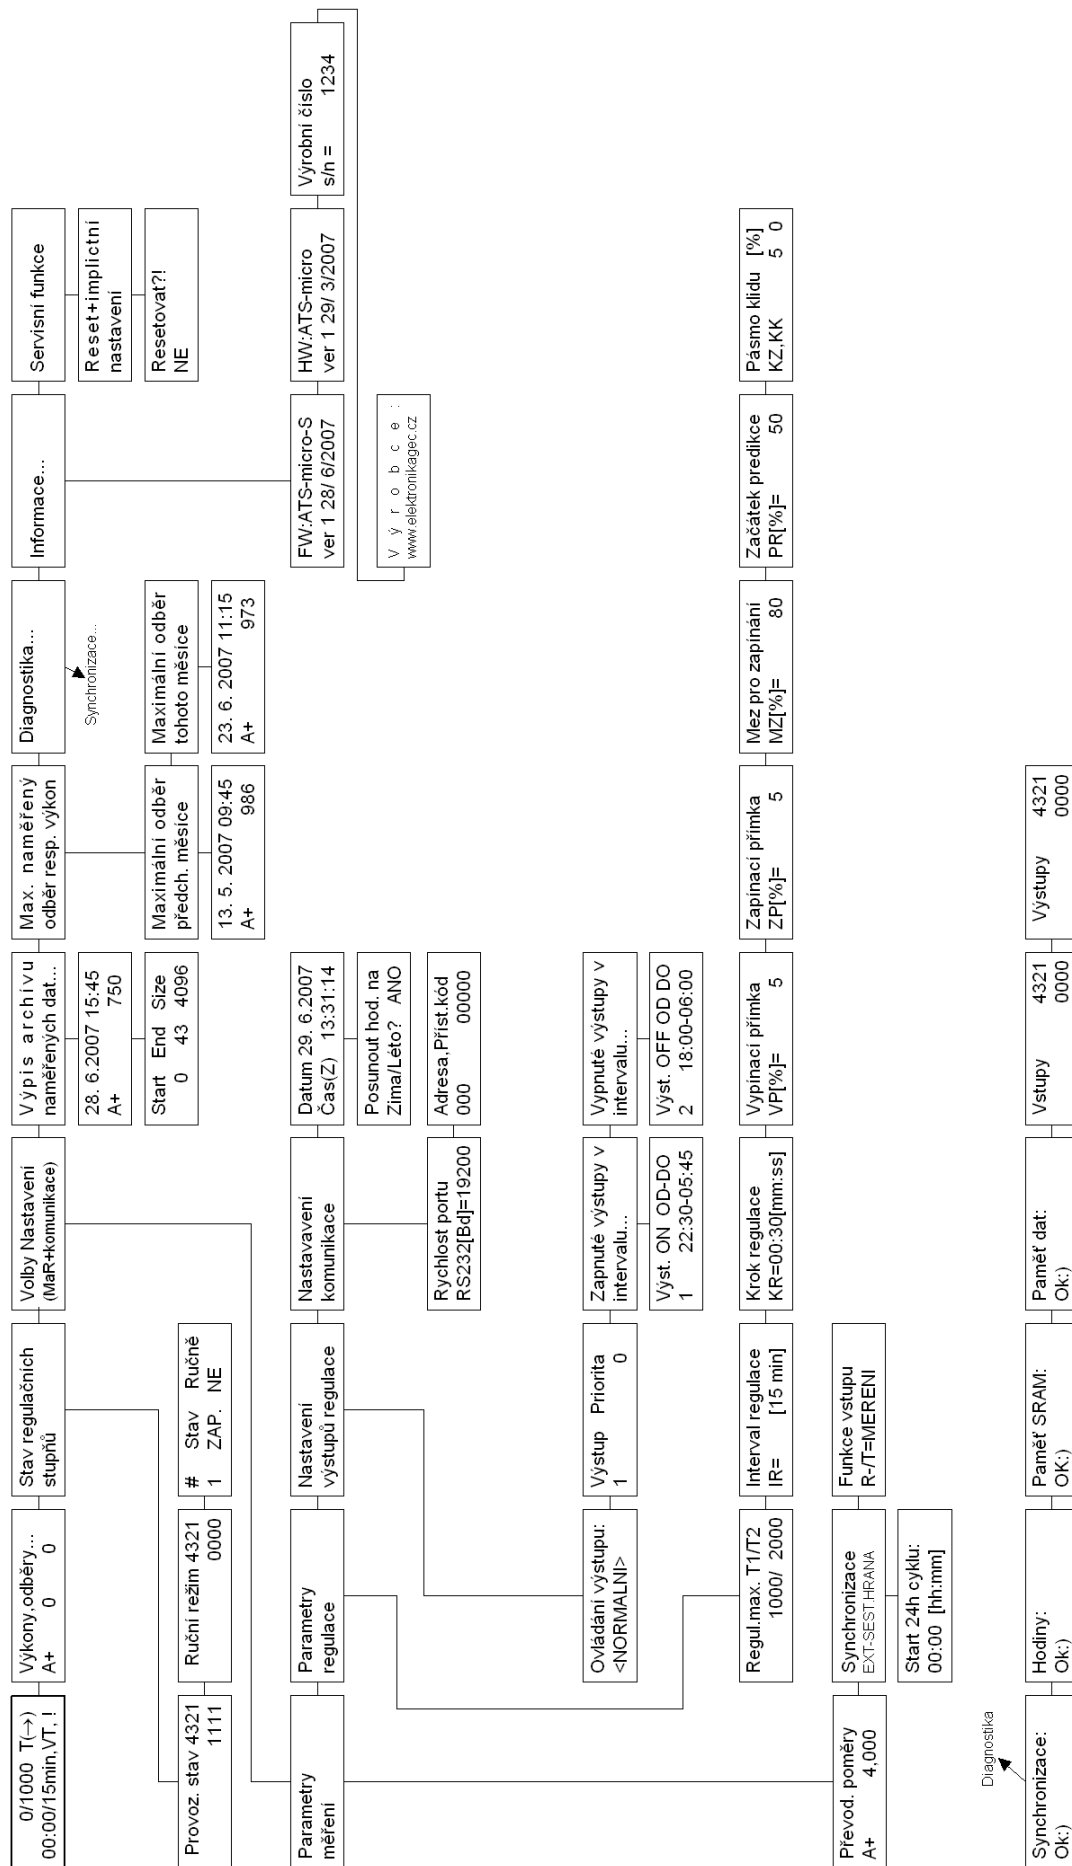 0/1000 T(→)
00:00/15min,VT, !
Výkony,odběry...
A+ 0 0
Stav regulačních
stupňů
Volby Nastavení
(MaR+komunikace)
Výpis archivu
naměřených dat...
Max. naměřený
odběr resp. výkon
Diagnostika...
Informace...
Servisní funkce
28. 6.2007 15:45
A+ 750
Synchronizace...
Reset+implictní
nastavení
Provoz. stav 4321
1111
Ruční režim 4321
0000
# Stav Ručně
1 ZAP. NE
Start End Size
0 43 4096
Maximální odběr
předch. měsíce
Maximální odběr
tohoto měsíce
Resetovat?!
NE
13. 5. 2007 09:45
A+ 986
23. 6. 2007 11:15
A+ 973
Parametry
měření
Parametry
regulace
Nastavení
výstupů regulace
Nastavavení
komunikace
Datum 29. 6.2007
Čas(Z) 13:31:14
FW:ATS-micro-S
ver 1 28/ 6/2007
HW:ATS-micro
ver 1 29/ 3/2007
Výrobní číslo
s/n = 1234
Posunout hod. na
Zima/Léto? ANO
Výrobce:
www.elektronikagec.cz
Rychlost portu
RS232[Bd]=19200
Adresa,Příst.kód
000 00000
Ovládání výstupu:
<NORMALNI>
Výstup Priorita
1 0
Zapnuté výstupy v
intervalu...
Vypnuté výstupy v
intervalu...
Výst. ON OD-DO
1 22:30-05:45
Výst. OFF OD DO
2 18:00-06:00
Regul.max. T1/T2
1000/ 2000
Interval regulace
IR= [15 min]
Krok regulace
KR=00:30[mm:ss]
Vypínací přímka
VP[%]= 5
Zapínací přímka
ZP[%]= 5
Mez pro zapínání
MZ[%]= 80
Začátek predikce
PR[%]= 50
Pásmo klidu [%]
KZ,KK 5 0
Převod. poměry
A+ 4,000
Synchronizace
EXT-SEST.HRANA
Funkce vstupu
R-/T=MERENI
Start 24h cyklu:
00:00 [hh:mm]
Diagnostika
Synchronizace:
Ok:)
Hodiny:
Ok:)
Paměť SRAM:
OK:)
Paměť dat:
Ok:)
Vstupy 4321
0000
Výstupy 4321
0000